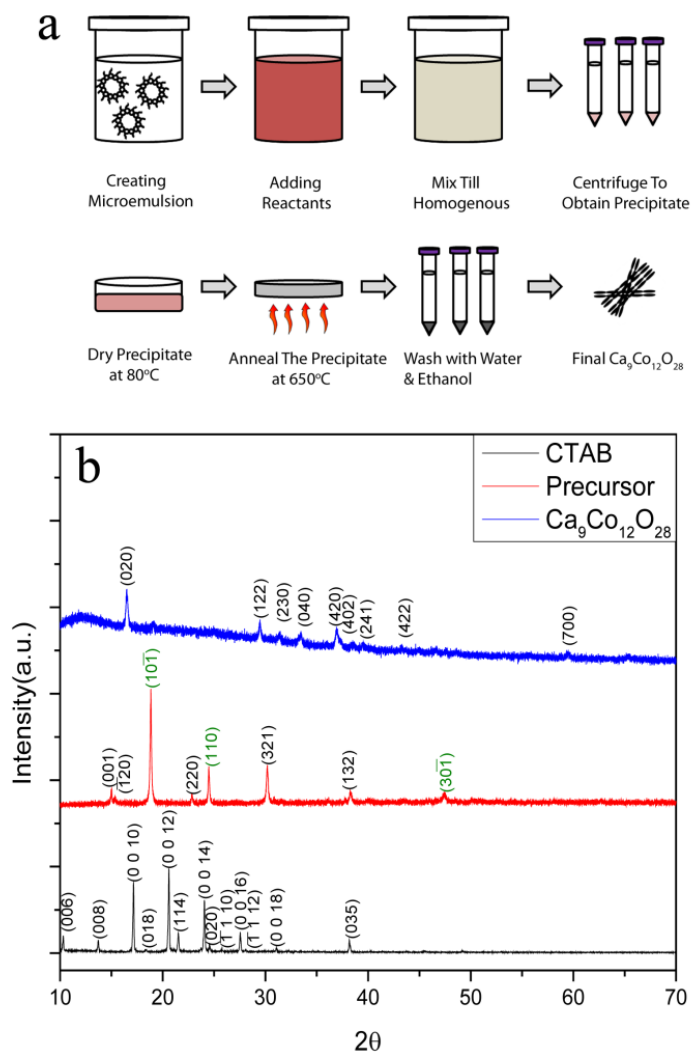 a
Creating
Microemulsion
Adding
Reactants
Mix Till
Homogenous
Centrifuge To
Obtain Precipitate
Dry Precipitate
at 80°C
Anneal The Precipitate
at 650°C
Wash with Water
& Ethanol
Final Ca₉Co₁₂O₂₈
b
CTAB
Precursor
Ca₉Co₁₂O₂₈
(020)
(122)
(230)
(040)
(420)
(402)
(241)
(422)
(700)
(101̅)
(001)
(1̅20)
(220)
(110)
(321)
(132)
(3̅01)
(006)
(008)
(0 0 10)
(018)
(0 0 12)
(114)
(0 0 14)
(020)
(1 1 10)
(0 0 16)
(1 1 12)
(0 0 18)
(035)
Intensity(a.u.)
10 20 30 40 50 60 70
2θ